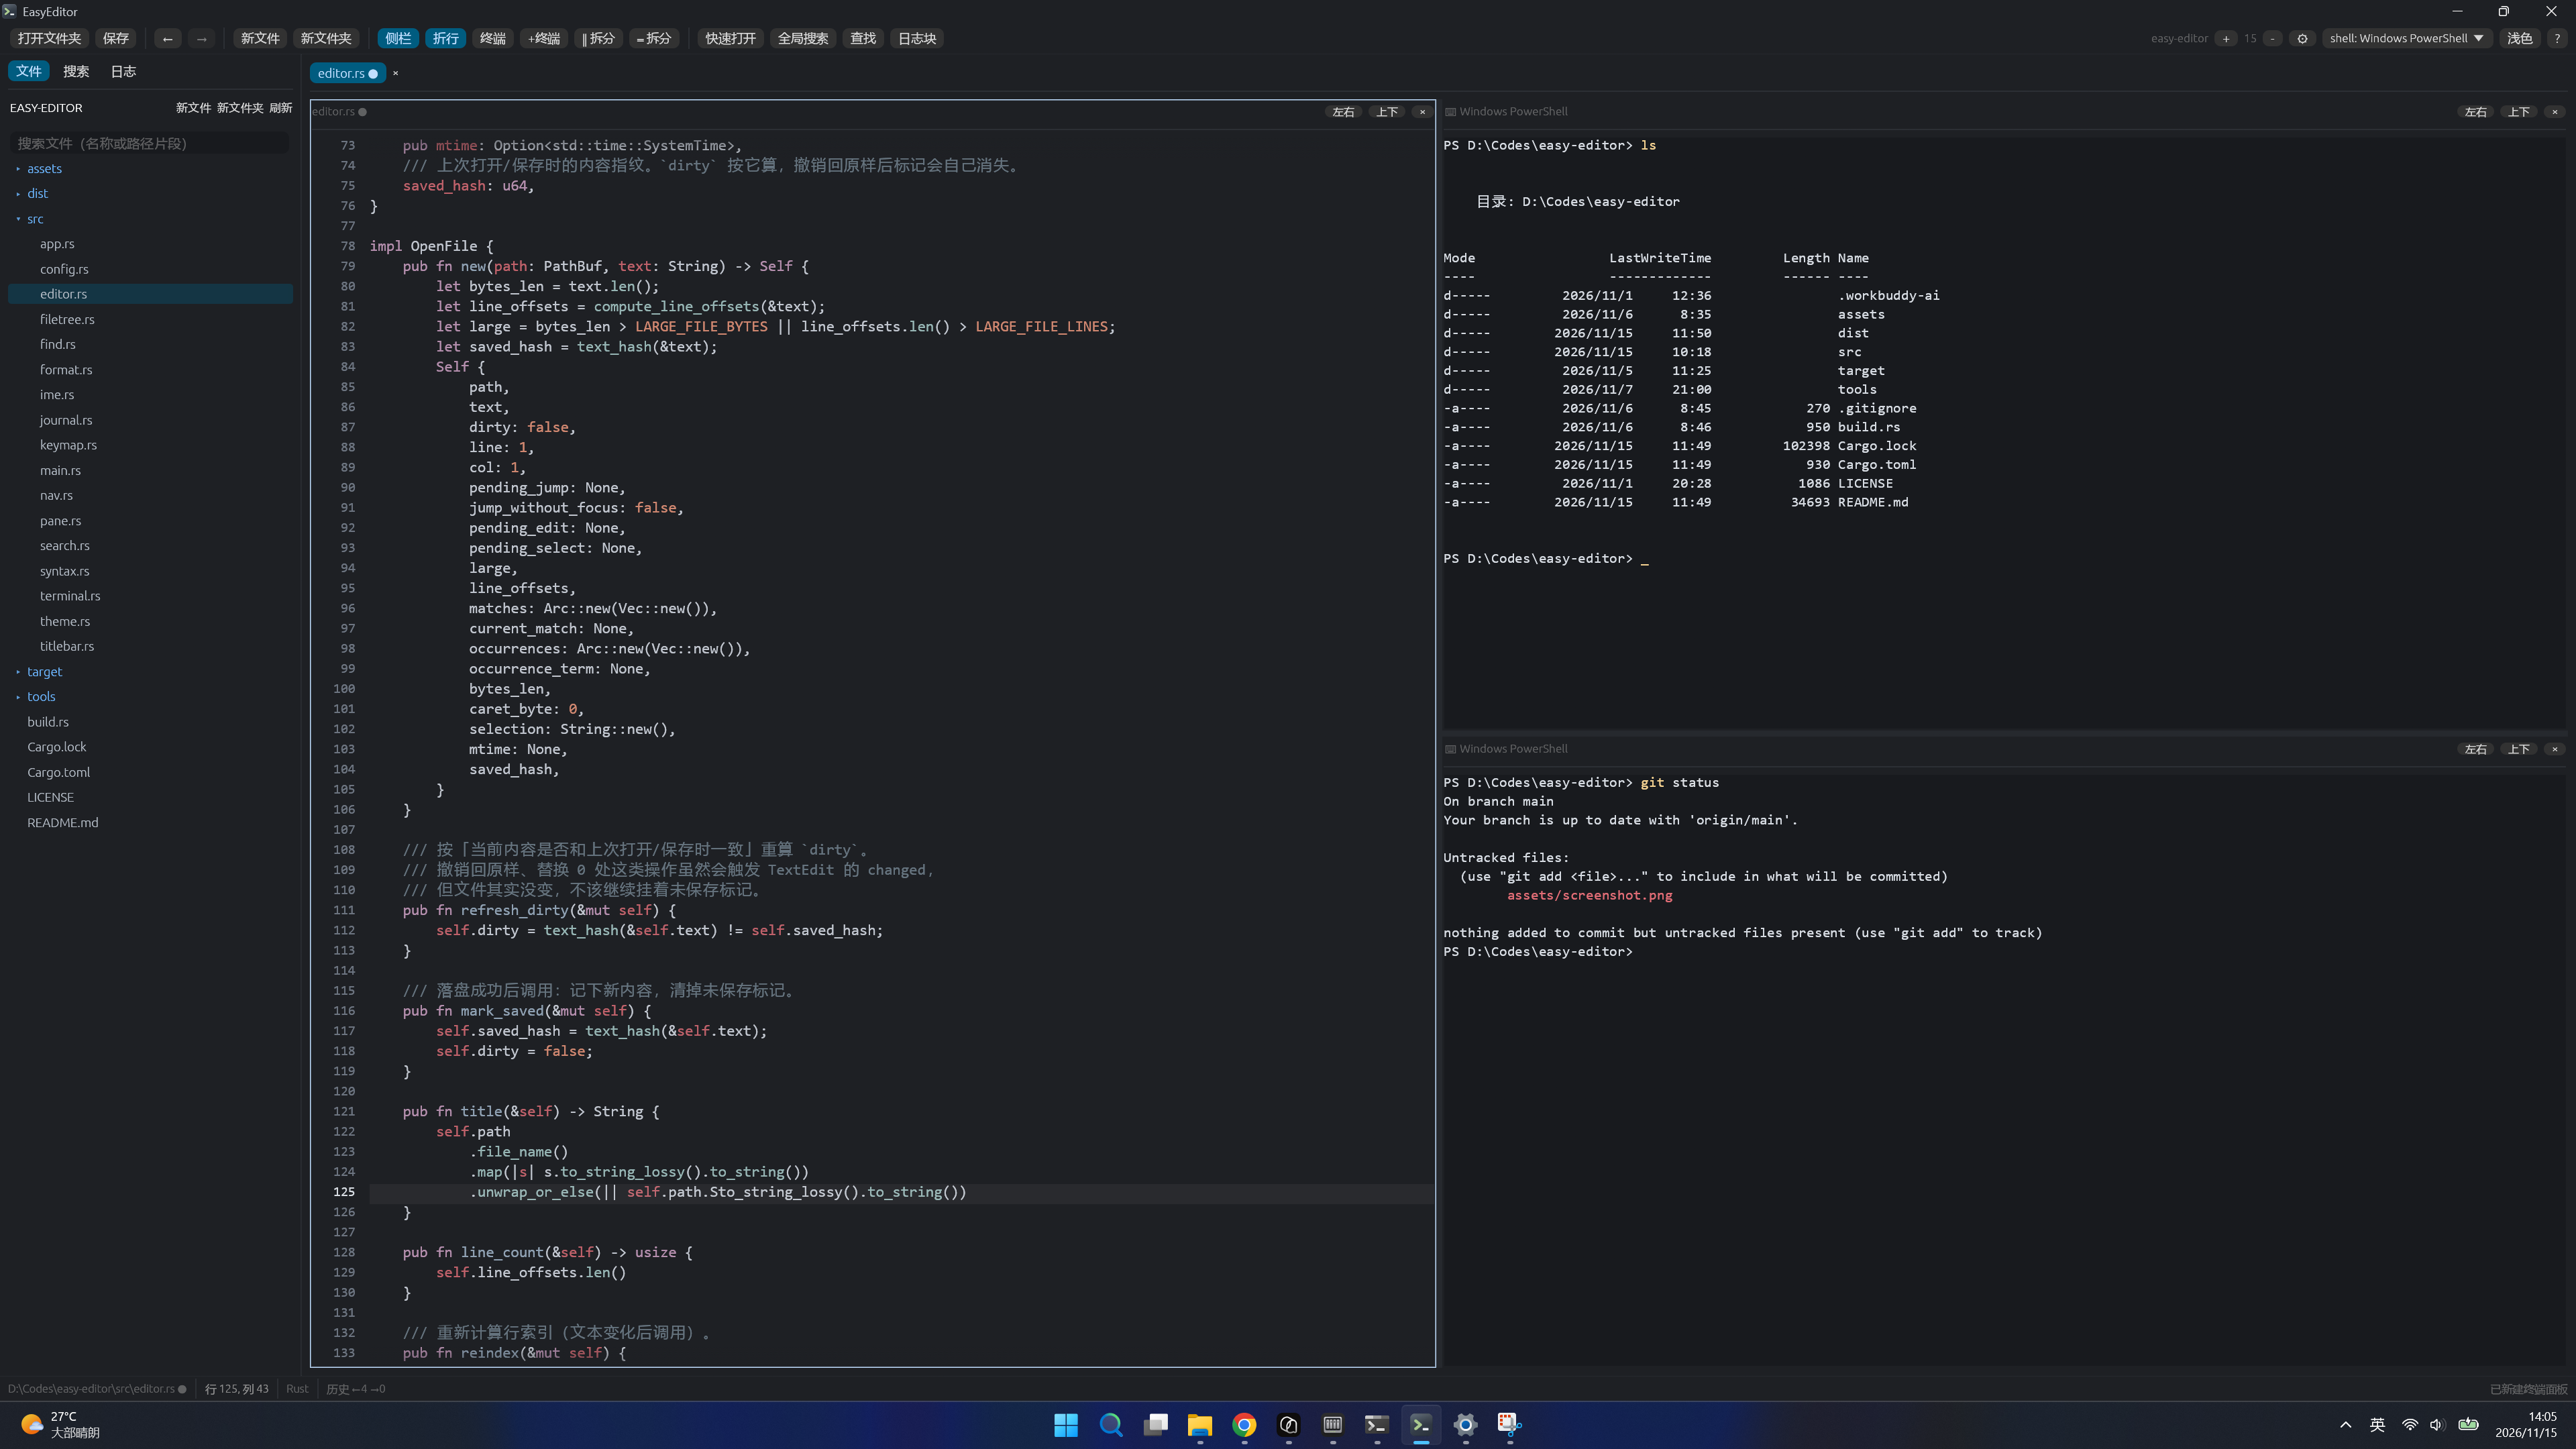 EasyEditor
打开文件夹 保存 ← → 新文件 新文件夹 侧栏 折行 终端 +终端 ‖拆分 =拆分 快速打开 全局搜索 查找 日志块 easy-editor + 15 - shell: Windows PowerShell 浅色 ?
文件 搜索 日志
EASY-EDITOR 新文件 新文件夹 刷新
搜索文件（名称或路径片段）
assets
dist
src
app.rs
config.rs
editor.rs
filetree.rs
find.rs
format.rs
ime.rs
journal.rs
keymap.rs
main.rs
nav.rs
pane.rs
search.rs
syntax.rs
terminal.rs
theme.rs
titlebar.rs
target
tools
build.rs
Cargo.lock
Cargo.toml
LICENSE
README.md
editor.rs ● ×
editor.rs ● 左右 上下 ×
73     pub mtime: Option<std::time::SystemTime>,
74     /// 上次打开/保存时的内容指纹。`dirty` 按它算，撤销回原样后标记会自己消失。
75     saved_hash: u64,
76 }
77
78 impl OpenFile {
79     pub fn new(path: PathBuf, text: String) -> Self {
80         let bytes_len = text.len();
81         let line_offsets = compute_line_offsets(&text);
82         let large = bytes_len > LARGE_FILE_BYTES || line_offsets.len() > LARGE_FILE_LINES;
83         let saved_hash = text_hash(&text);
84         Self {
85             path,
86             text,
87             dirty: false,
88             line: 1,
89             col: 1,
90             pending_jump: None,
91             jump_without_focus: false,
92             pending_edit: None,
93             pending_select: None,
94             large,
95             line_offsets,
96             matches: Arc::new(Vec::new()),
97             current_match: None,
98             occurrences: Arc::new(Vec::new()),
99             occurrence_term: None,
100             bytes_len,
101             caret_byte: 0,
102             selection: String::new(),
103             mtime: None,
104             saved_hash,
105         }
106     }
107
108     /// 按「当前内容是否和上次打开/保存时一致」重算 `dirty`。
109     /// 撤销回原样、替换 0 处这类操作虽然会触发 TextEdit 的 changed，
110     /// 但文件其实没变，不该继续挂着未保存标记。
111     pub fn refresh_dirty(&mut self) {
112         self.dirty = text_hash(&self.text) != self.saved_hash;
113     }
114
115     /// 落盘成功后调用：记下新内容，清掉未保存标记。
116     pub fn mark_saved(&mut self) {
117         self.saved_hash = text_hash(&self.text);
118         self.dirty = false;
119     }
120
121     pub fn title(&self) -> String {
122         self.path
123             .file_name()
124             .map(|s| s.to_string_lossy().to_string())
125             .unwrap_or_else(|| self.path.Sto_string_lossy().to_string())
126     }
127
128     pub fn line_count(&self) -> usize {
129         self.line_offsets.len()
130     }
131
132     /// 重新计算行索引（文本变化后调用）。
133     pub fn reindex(&mut self) {
Windows PowerShell 左右 上下 ×
PS D:\Codes\easy-editor> ls
目录: D:\Codes\easy-editor
Mode LastWriteTime Length Name
---- ------------- ------ ----
d----- 2026/11/1 12:36 .workbuddy-ai
d----- 2026/11/6 8:35 assets
d----- 2026/11/15 11:50 dist
d----- 2026/11/15 10:18 src
d----- 2026/11/5 11:25 target
d----- 2026/11/7 21:00 tools
-a---- 2026/11/6 8:45 270 .gitignore
-a---- 2026/11/6 8:46 950 build.rs
-a---- 2026/11/15 11:49 102398 Cargo.lock
-a---- 2026/11/15 11:49 930 Cargo.toml
-a---- 2026/11/1 20:28 1086 LICENSE
-a---- 2026/11/15 11:49 34693 README.md
PS D:\Codes\easy-editor> _
Windows PowerShell 左右 上下 ×
PS D:\Codes\easy-editor> git status
On branch main
Your branch is up to date with 'origin/main'.
Untracked files:
(use "git add <file>..." to include in what will be committed)
assets/screenshot.png
nothing added to commit but untracked files present (use "git add" to track)
PS D:\Codes\easy-editor>
D:\Codes\easy-editor\src\editor.rs ● 行 125, 列 43 Rust 历史 ←4 →0 已新建终端面板
27°C
大部晴朗
英
14:05
2026/11/15